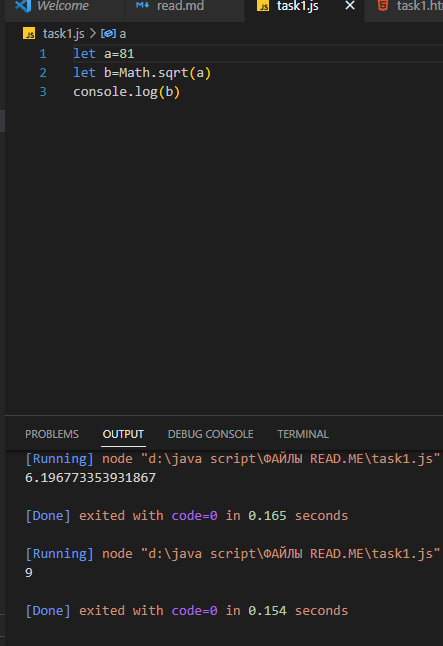 Welcome read.md task1.js task1.ht
task1.js > a
1 let a=81
2 let b=Math.sqrt(a)
3 console.log(b)
PROBLEMS OUTPUT DEBUG CONSOLE TERMINAL
[Running] node "d:\java script\ФАЙЛЫ READ.ME\task1.js"
6.196773353931867
[Done] exited with code=0 in 0.165 seconds
[Running] node "d:\java script\ФАЙЛЫ READ.ME\task1.js"
9
[Done] exited with code=0 in 0.154 seconds